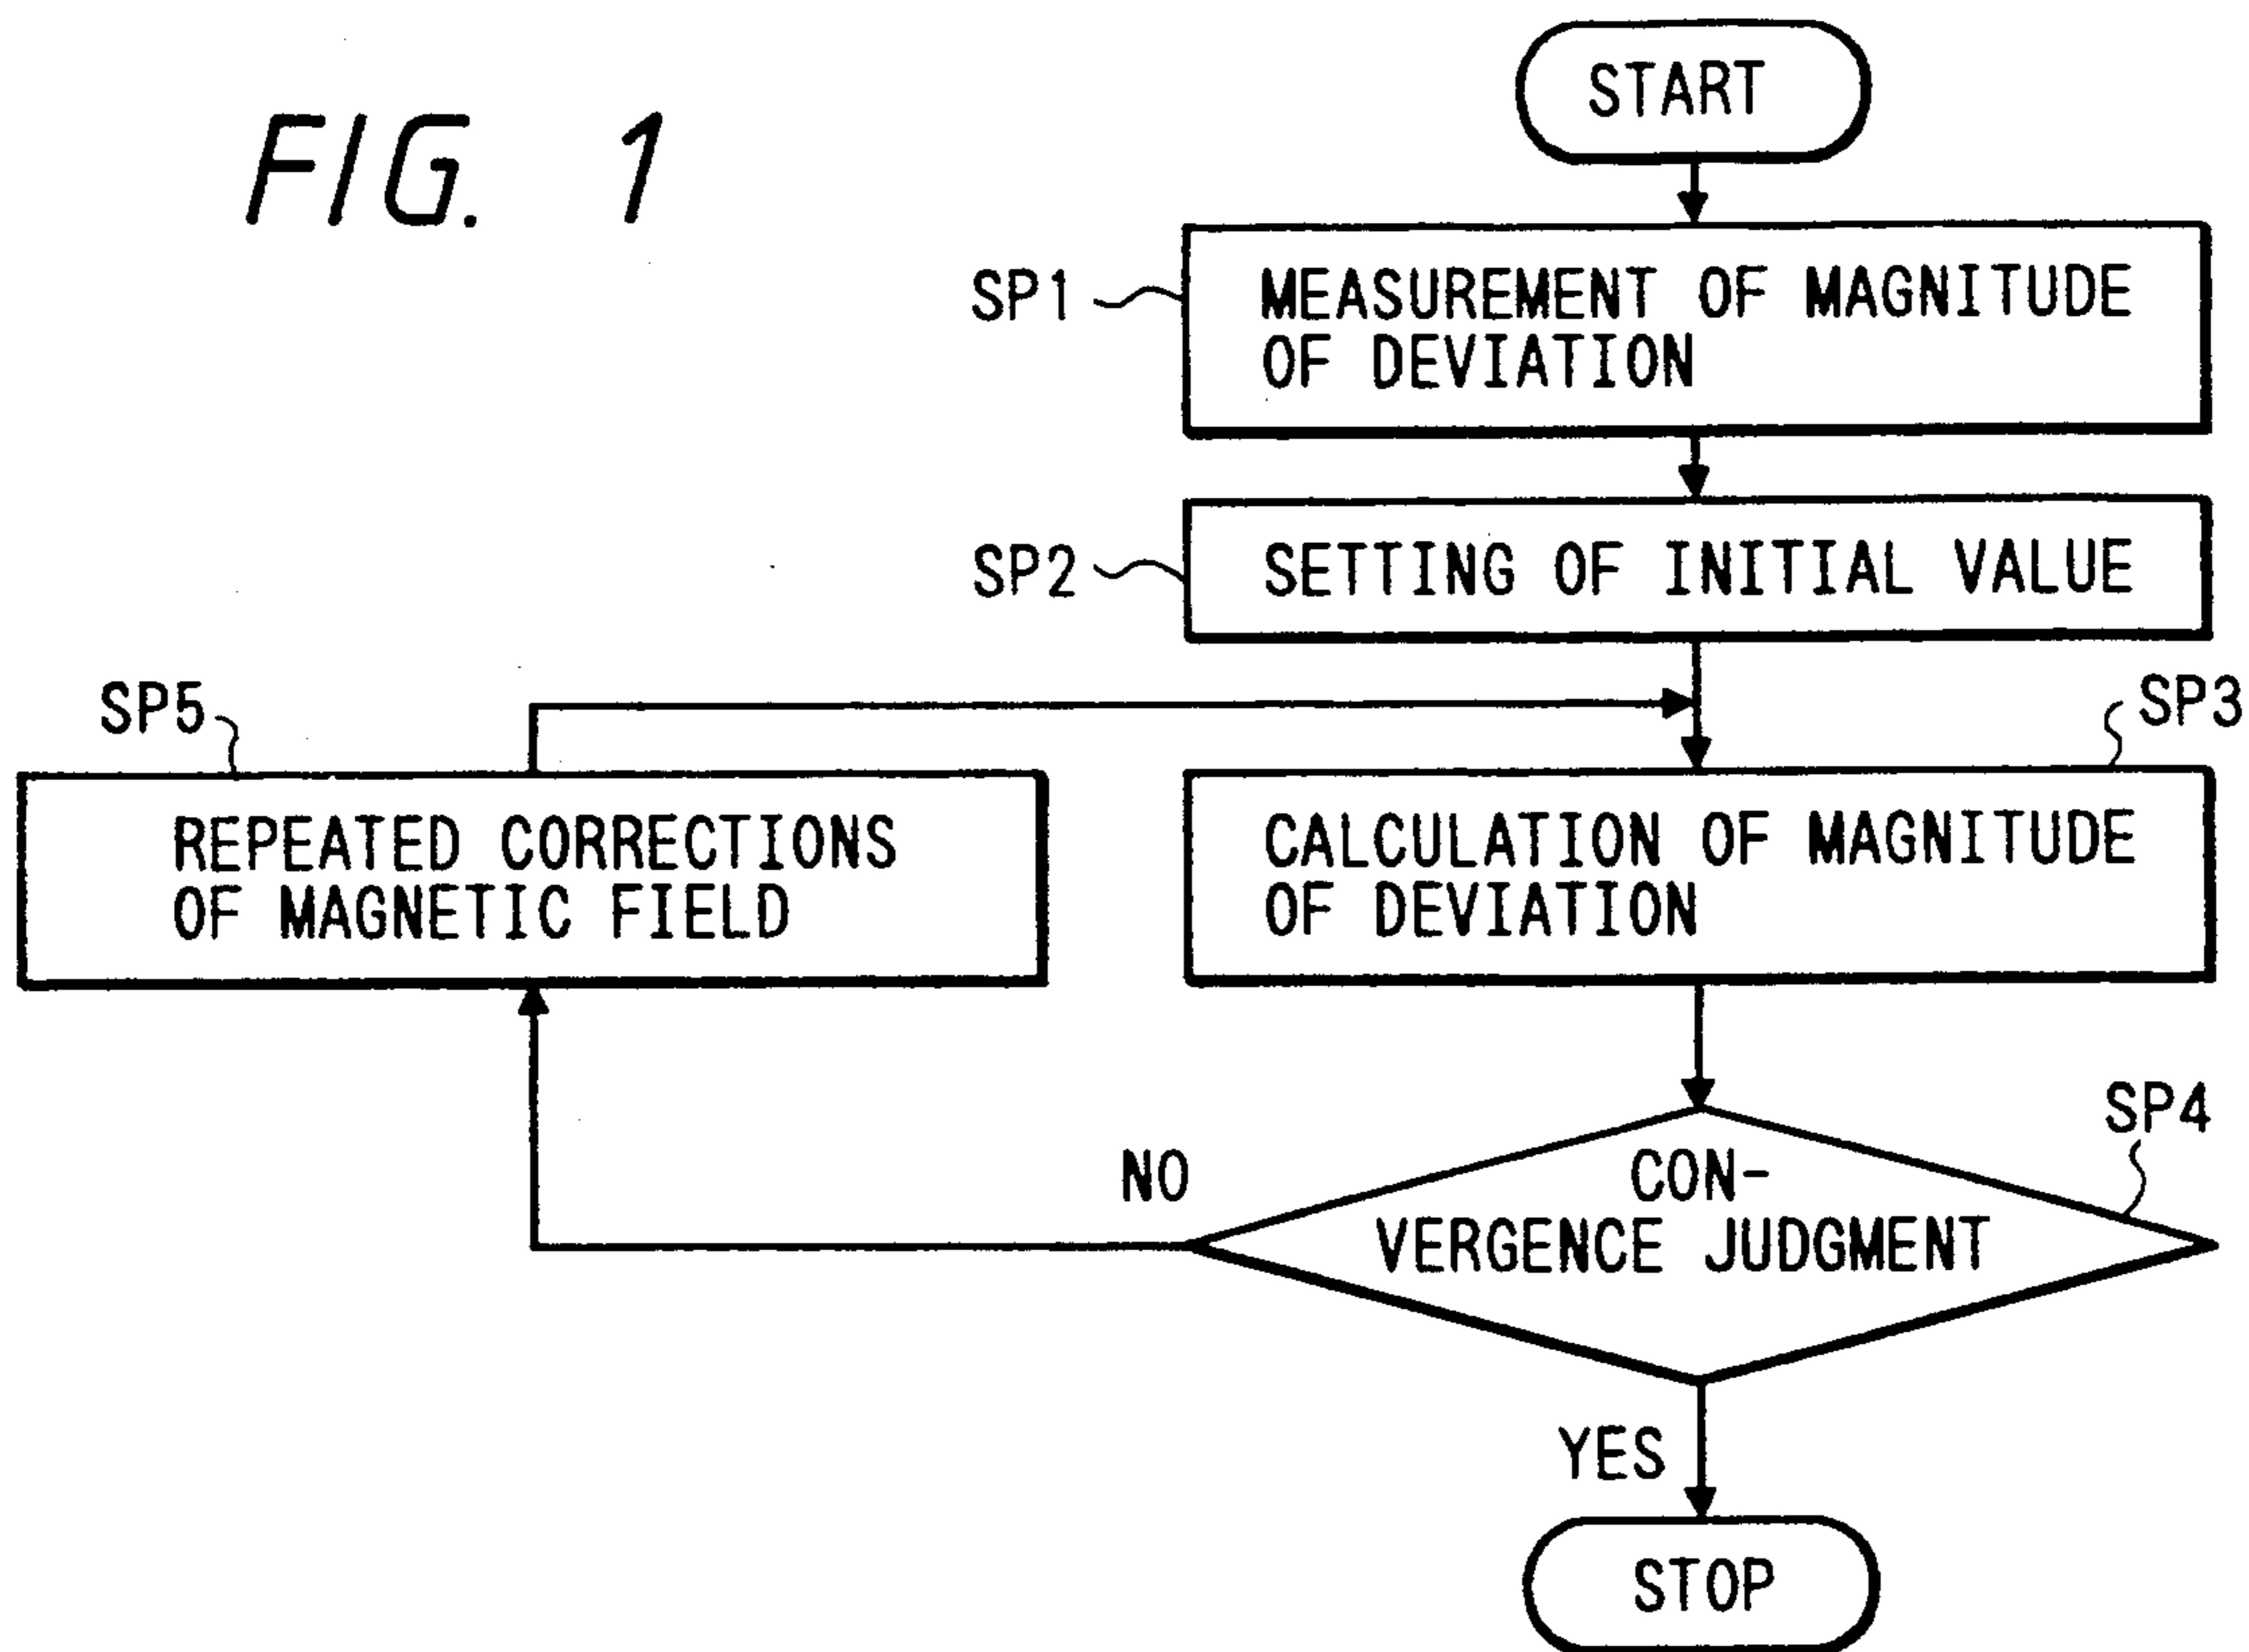 FIG. 1
START
SP1
MEASUREMENT OF MAGNITUDE
OF DEVIATION
SP2
SETTING OF INITIAL VALUE
SP5
SP3
REPEATED CORRECTIONS
OF MAGNETIC FIELD
CALCULATION OF MAGNITUDE
OF DEVIATION
SP4
NO
CON-
VERGENCE JUDGMENT
YES
STOP